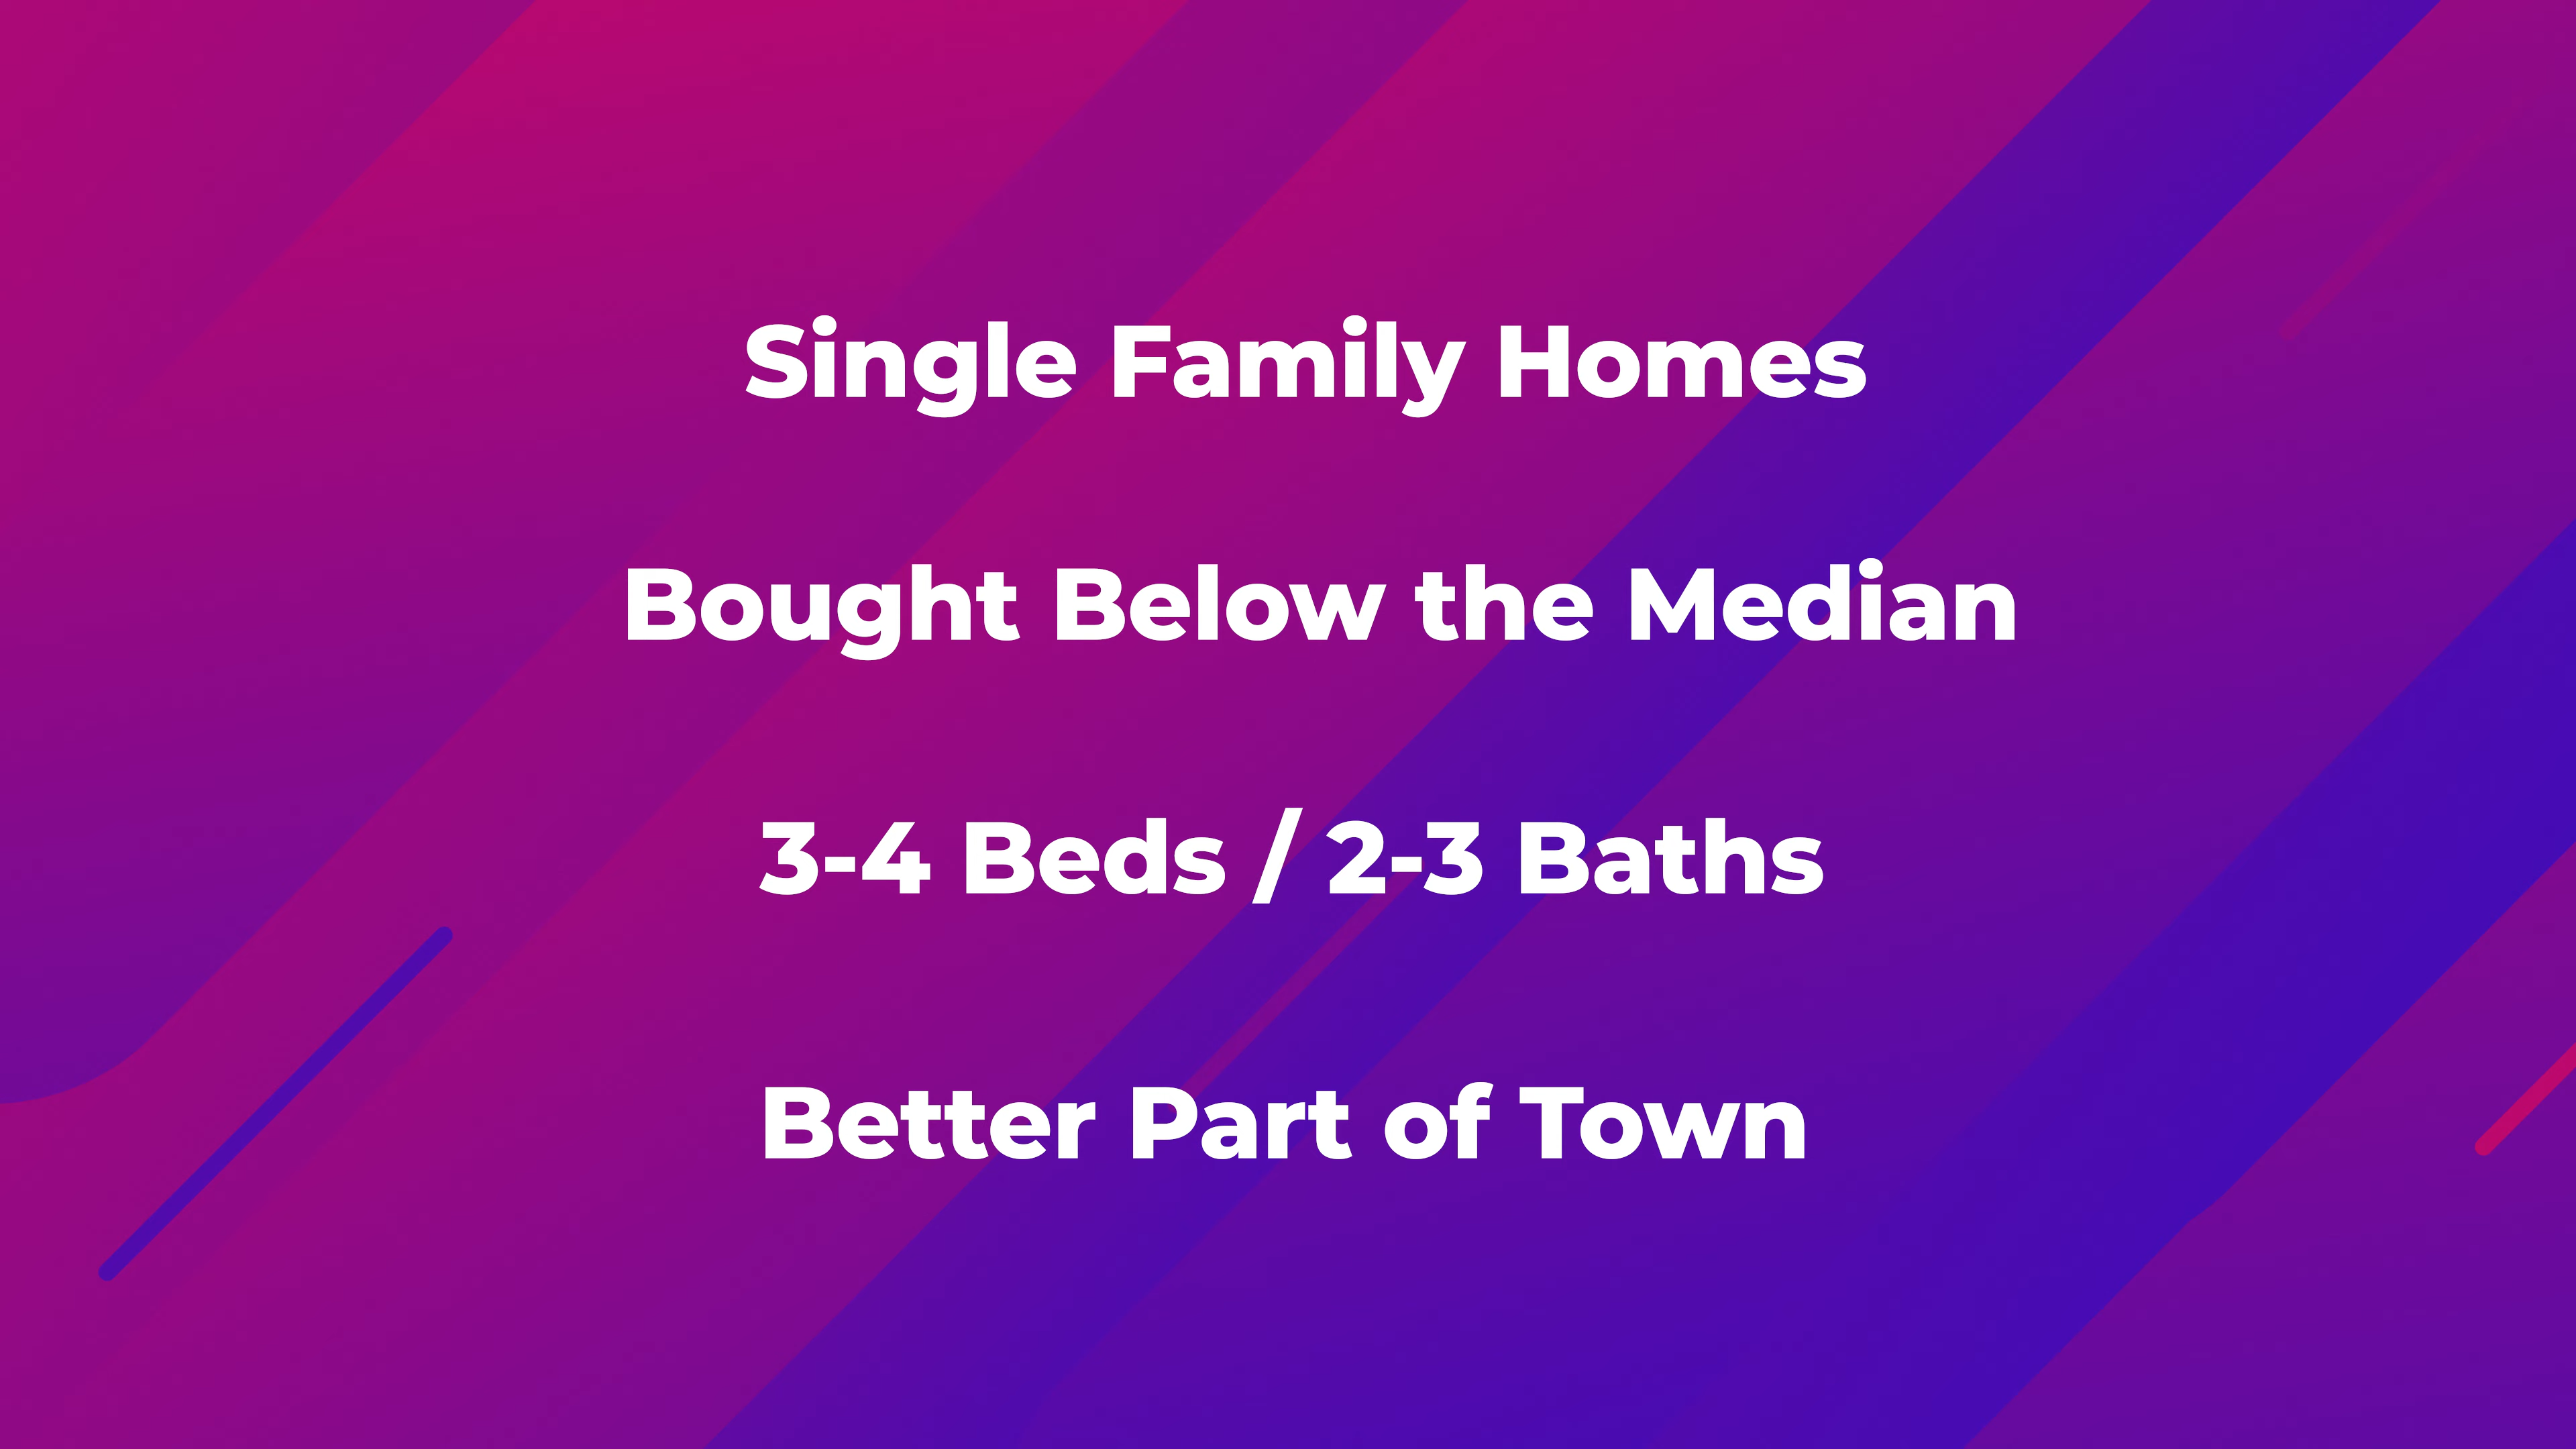 Single Family Homes
Bought Below the Median
3-4 Beds / 2-3 Baths
Better Part of Town